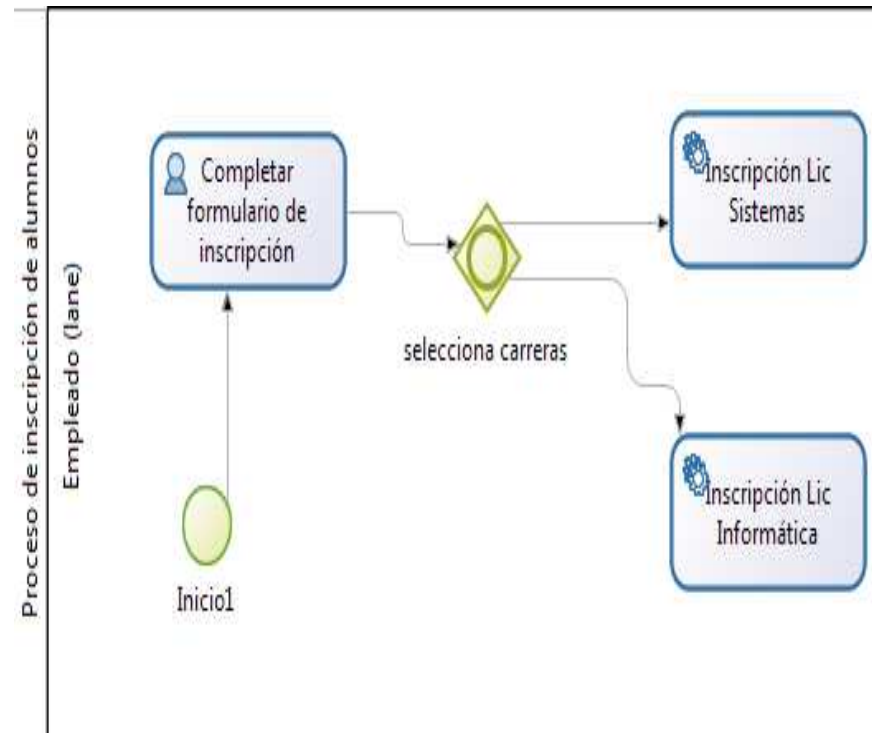 Proceso de inscripción de alumnos
Empleado (lane)
Completar
formulario de
inscripción
selecciona carreras
Inscripción Lic
Sistemas
Inscripción Lic
Informática
Inicio1